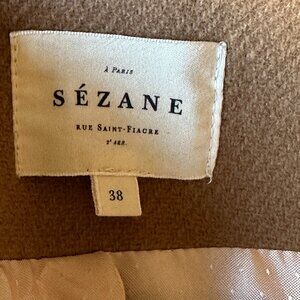 À PARIS
SÉZANE
RUE SAINT-FIACRE
2e ARR.
38